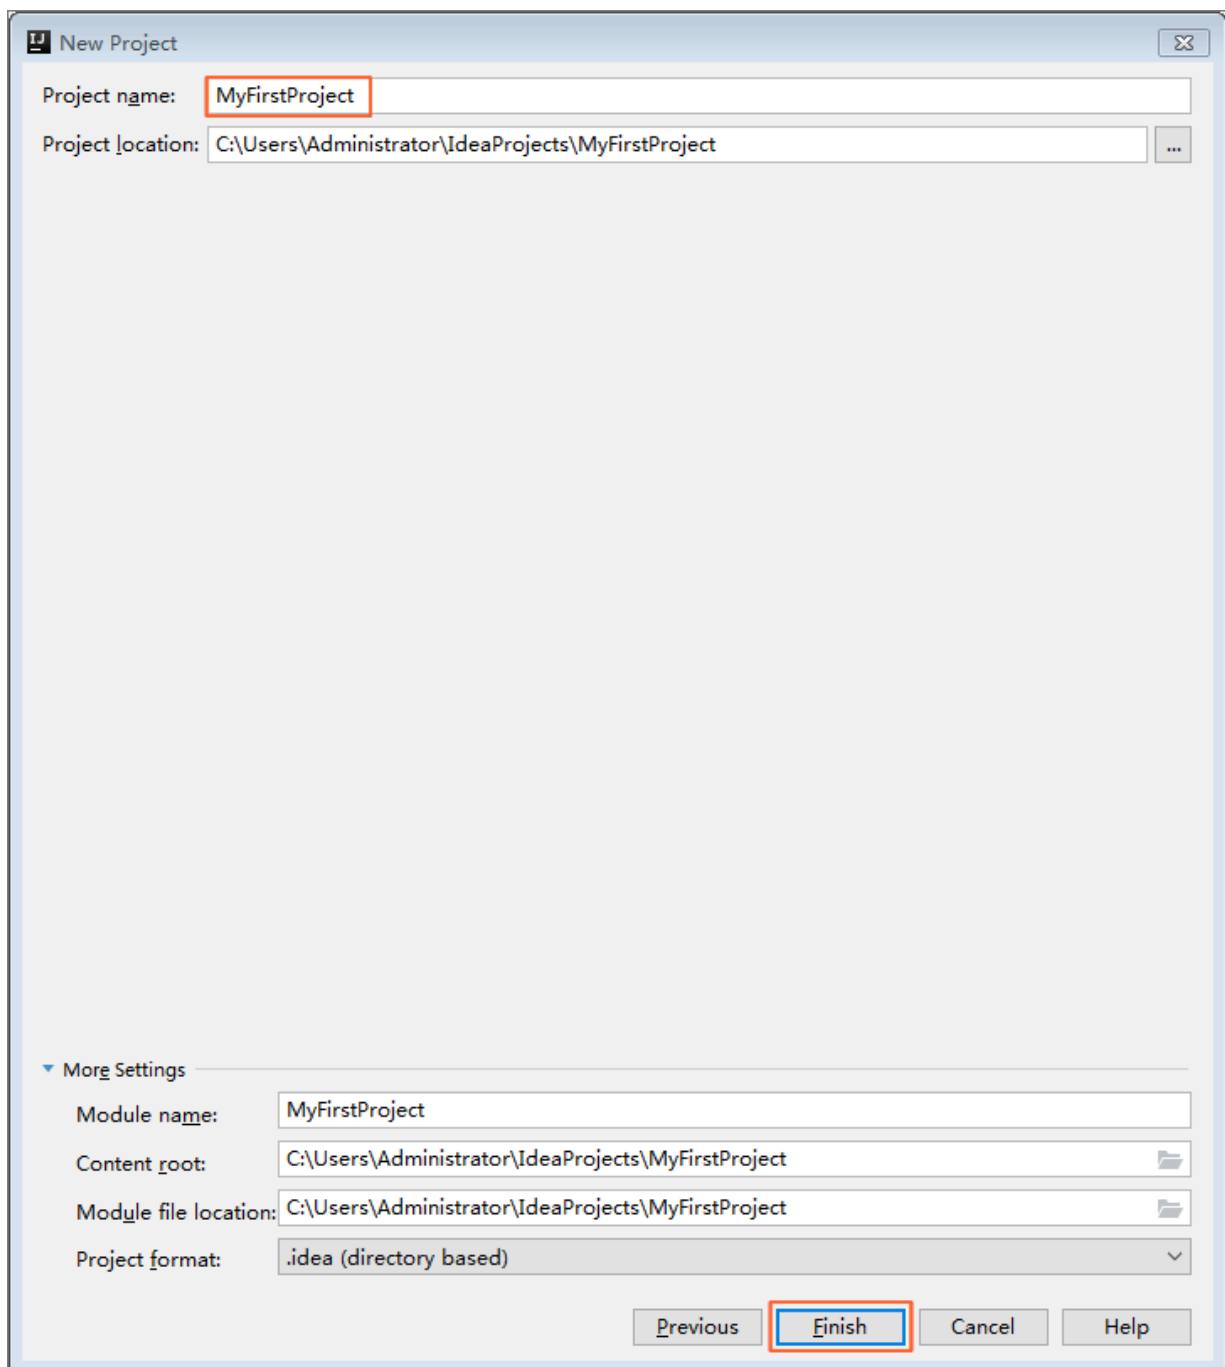 New Project
Project name: MyFirstProject
Project location: C:\Users\Administrator\IdeaProjects\MyFirstProject ...
More Settings
Module name: MyFirstProject
Content root: C:\Users\Administrator\IdeaProjects\MyFirstProject
Module file location: C:\Users\Administrator\IdeaProjects\MyFirstProject
Project format: .idea (directory based)
Previous Finish Cancel Help